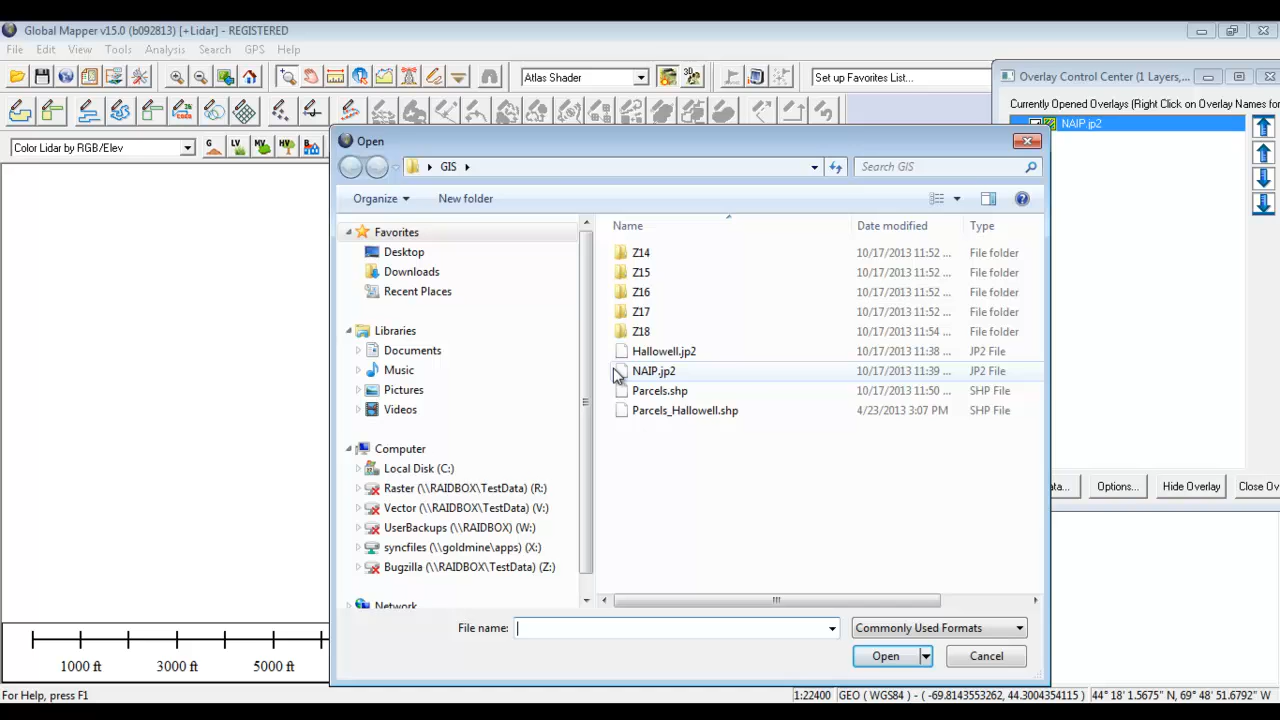 Global Mapper v15.0 (b092813) [+Lidar] - REGISTERED
File Edit View Tools Analysis Search GPS Help
Atlas Shader
Set up Favorites List...
Color Lidar by RGB/Elev
Overlay Control Center (1 Layers,...
Currently Opened Overlays (Right Click on Overlay Names for
NAIP.jp2
Open
GIS
Search GIS
Organize New folder
Name Date modified Type
Favorites
Desktop
Downloads
Recent Places
Libraries
Documents
Music
Pictures
Videos
Computer
Local Disk (C:)
Raster (\\RAIDBOX\TestData) (R:)
Vector (\\RAIDBOX\TestData) (V:)
UserBackups (\\RAIDBOX) (W:)
syncfiles (\\goldmine\apps) (X:)
Bugzilla (\\RAIDBOX\TestData) (Z:)
Network
Z14 10/17/2013 11:52 ... File folder
Z15 10/17/2013 11:52 ... File folder
Z16 10/17/2013 11:52 ... File folder
Z17 10/17/2013 11:52 ... File folder
Z18 10/17/2013 11:54 ... File folder
Hallowell.jp2 10/17/2013 11:38 ... JP2 File
NAIP.jp2 10/17/2013 11:39 ... JP2 File
Parcels.shp 10/17/2013 11:50 ... SHP File
Parcels_Hallowell.shp 4/23/2013 3:07 PM SHP File
File name: Commonly Used Formats
Open Cancel
ata... Options... Hide Overlay Close Ov
1000 ft 3000 ft 5000 ft
For Help, press F1
1:22400 GEO (WGS84) - ( -69.8143553262, 44.3004354115 ) 44° 18' 1.5675" N, 69° 48' 51.6792" W